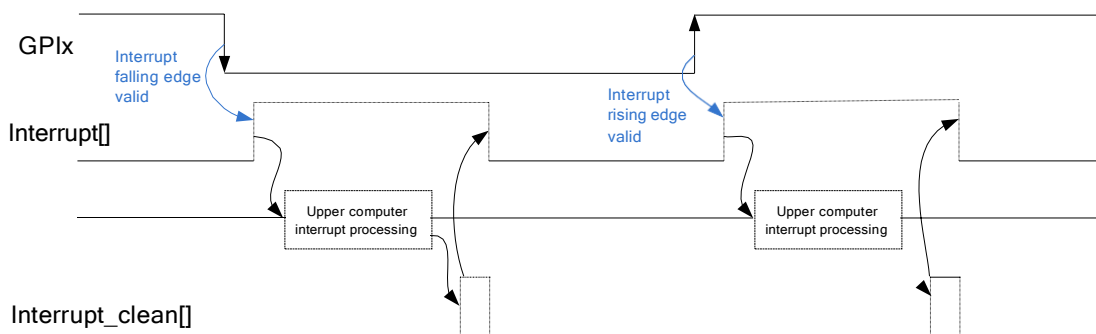 GPIx
Interrupt
falling edge
valid
Interrupt
rising edge
valid
Interrupt[]
Upper computer
interrupt processing
Upper computer
interrupt processing
Interrupt_clean[]